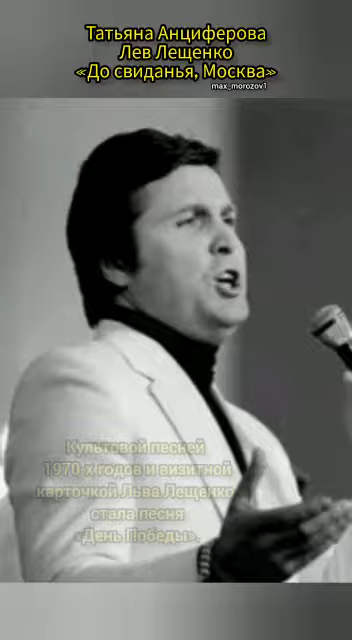 Татьяна Анциферова
Лев Лещенко
«До свиданья, Москва»
max_morozov1
Культовой песней
1970-х годов и визитной
карточкой Льва Лещенко
стала песня
«День Победы».